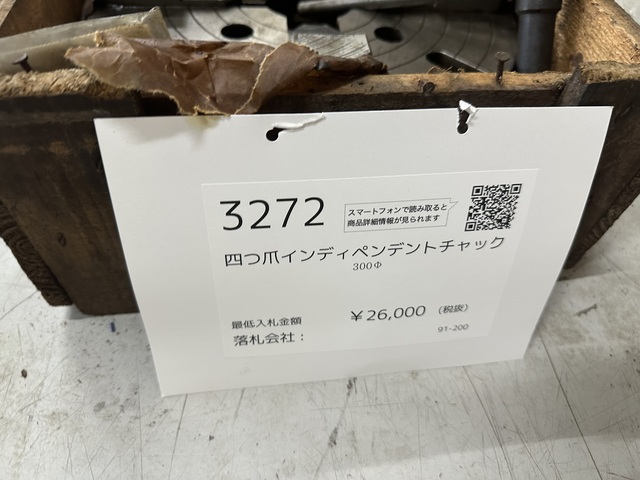 3272
スマートフォンで読み取ると
商品詳細情報が見られます
四つ爪インディペンデントチャック
300Φ
最低入札金額 ￥26,000 (税抜)
落札会社：
91-200